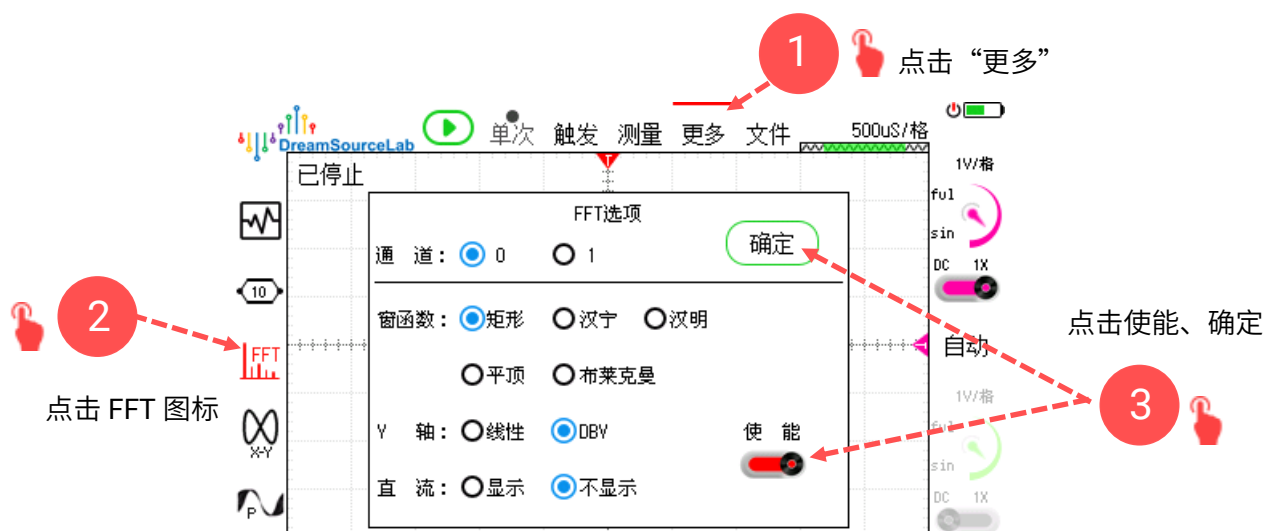 1
点击“更多”
DreamSourceLab
单次 触发 测量 更多 文件
500uS/格
已停止
T
1V/格
ful
sin
DC 1X
FFT选项
通 道: 0 1
确定
10
窗函数: 矩形 汉宁 汉明
2
点击使能、确定
FFT
自动
平顶 布莱克曼
点击 FFT 图标
1V/格
3
X-Y
Y 轴: 线性 DBV
使 能
ful
sin
直 流: 显示 不显示
DC 1X
P